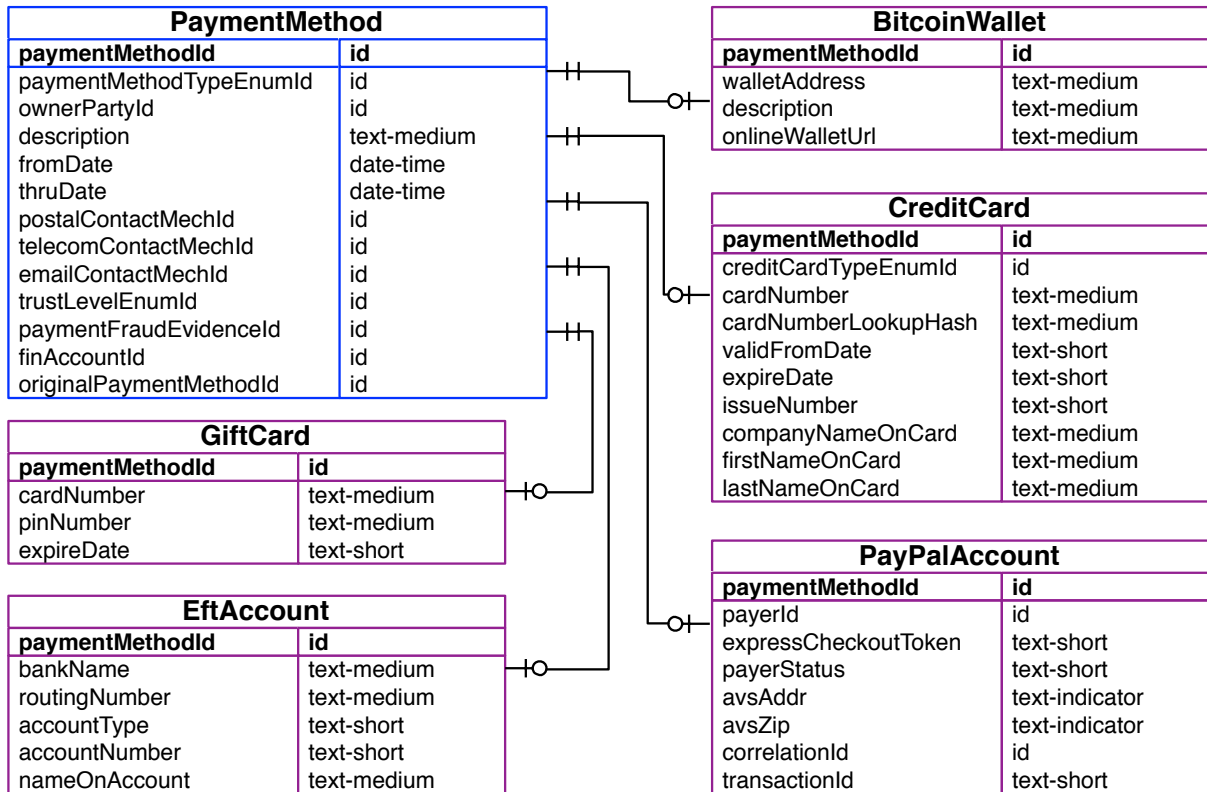 PaymentMethod
paymentMethodId id
paymentMethodTypeEnumId id
ownerPartyId id
description text-medium
fromDate date-time
thruDate date-time
postalContactMechId id
telecomContactMechId id
emailContactMechId id
trustLevelEnumId id
paymentFraudEvidenceId id
finAccountId id
originalPaymentMethodId id
GiftCard
paymentMethodId id
cardNumber text-medium
pinNumber text-medium
expireDate text-short
EftAccount
paymentMethodId id
bankName text-medium
routingNumber text-medium
accountType text-short
accountNumber text-short
nameOnAccount text-medium
BitcoinWallet
paymentMethodId id
walletAddress text-medium
description text-medium
onlineWalletUrl text-medium
CreditCard
paymentMethodId id
creditCardTypeEnumId id
cardNumber text-medium
cardNumberLookupHash text-medium
validFromDate text-short
expireDate text-short
issueNumber text-short
companyNameOnCard text-medium
firstNameOnCard text-medium
lastNameOnCard text-medium
PayPalAccount
paymentMethodId id
payerId id
expressCheckoutToken text-short
payerStatus text-short
avsAddr text-indicator
avsZip text-indicator
correlationId id
transactionId text-short